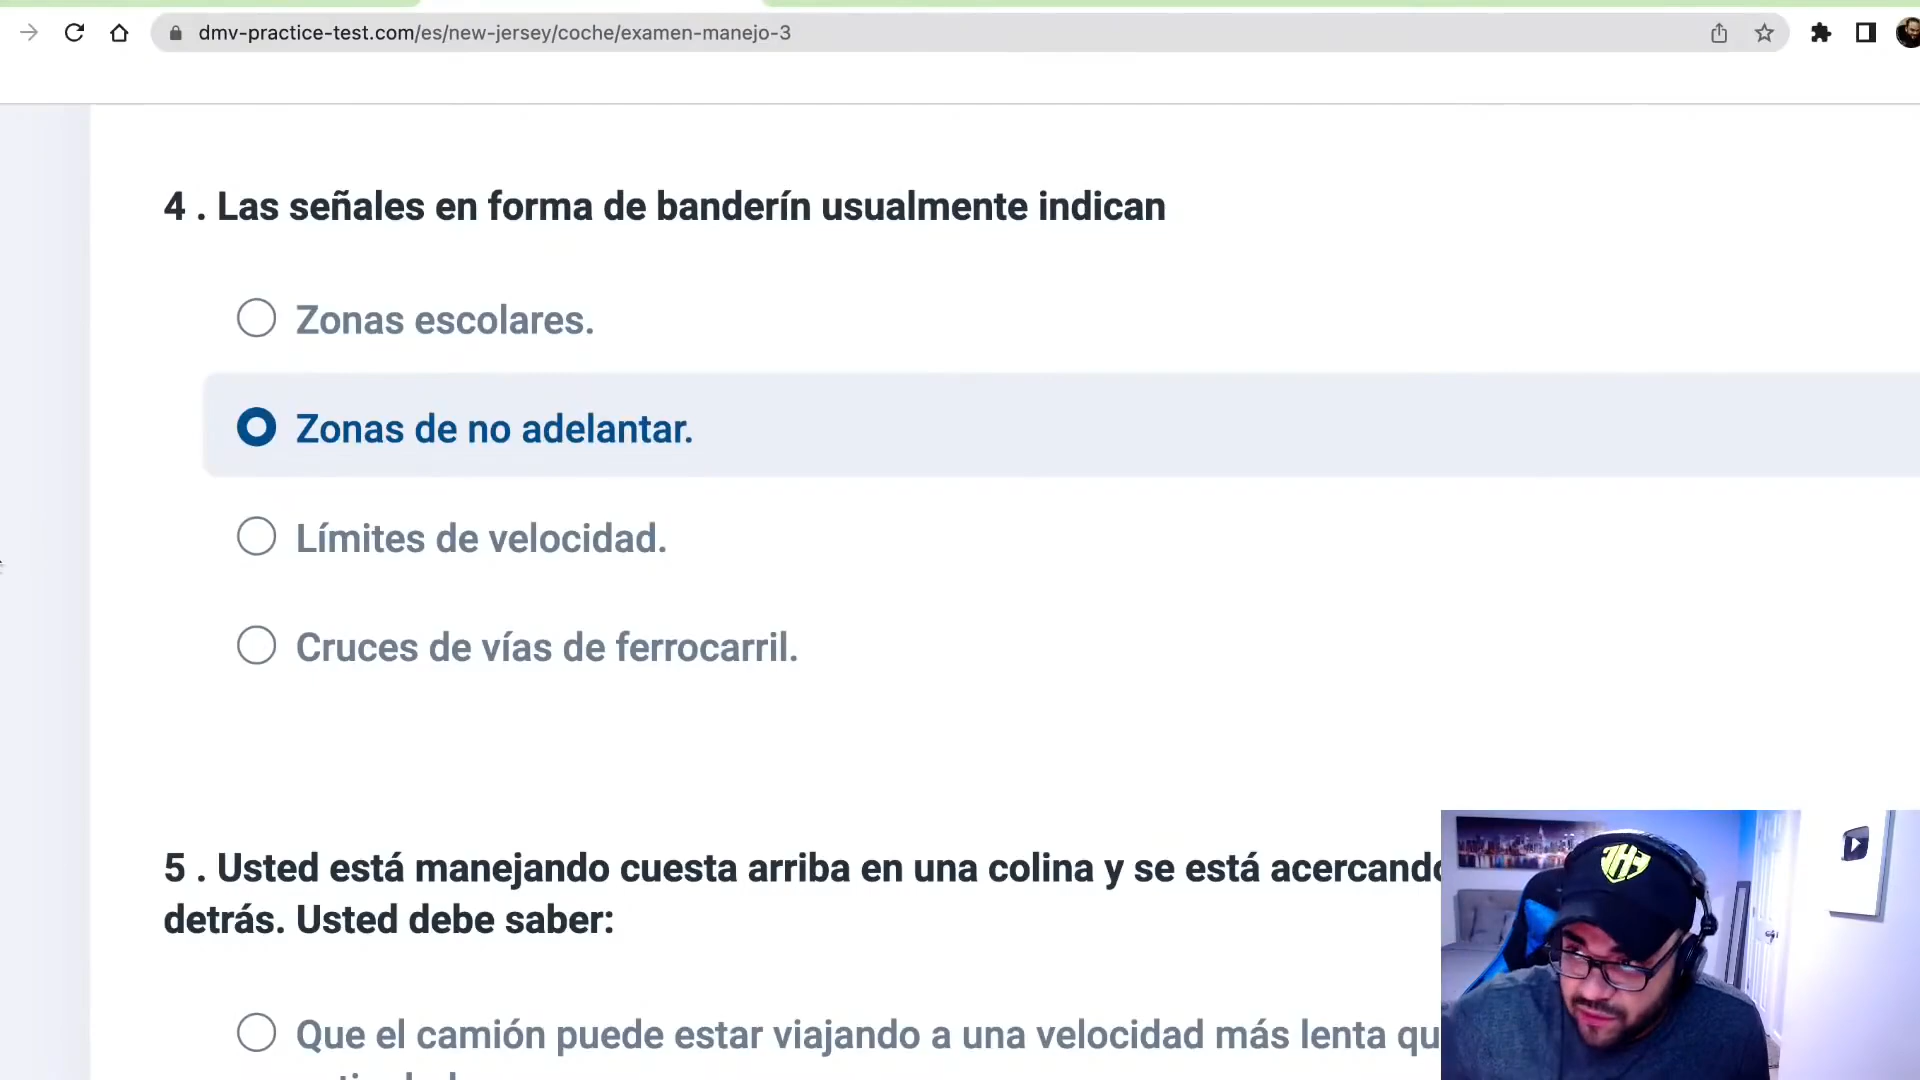 dmv-practice-test.com/es/new-jersey/coche/examen-manejo-3
4 . Las señales en forma de banderín usualmente indican
Zonas escolares.
Zonas de no adelantar.
Límites de velocidad.
Cruces de vías de ferrocarril.
5 . Usted está manejando cuesta arriba en una colina y se está acercando
detrás. Usted debe saber:
Que el camión puede estar viajando a una velocidad más lenta